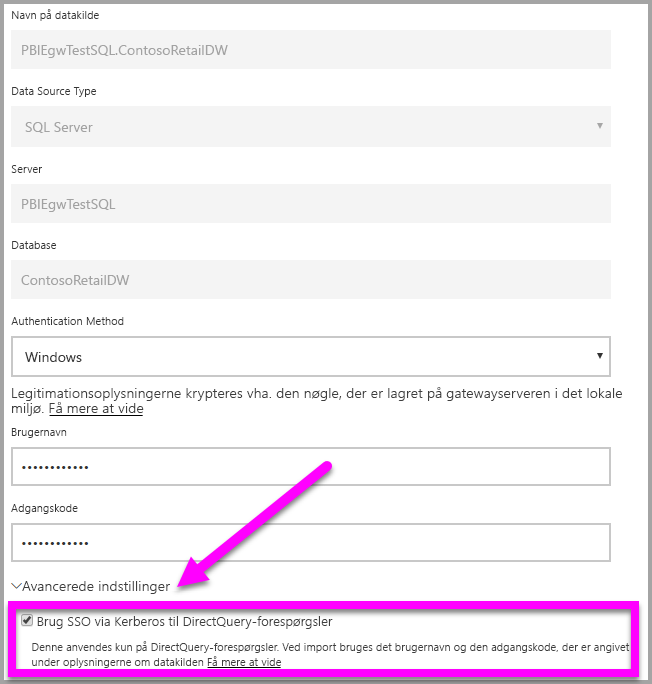 Navn på datakilde
PBIEgwTestSQL.ContosoRetailDW
Data Source Type
SQL Server
Server
PBIEgwTestSQL
Database
ContosoRetailDW
Authentication Method
Windows
Legitimationsoplysningerne krypteres vha. den nøgle, der er lagret på gatewayserveren i det lokale
miljø. Få mere at vide
Brugernavn
••••••••••••
Adgangskode
••••••••••••
Avancerede indstillinger
Brug SSO via Kerberos til DirectQuery-forespørgsler
Denne anvendes kun på DirectQuery-forespørgsler. Ved import bruges det brugernavn og den adgangskode, der er angivet
under oplysningerne om datakilden Få mere at vide